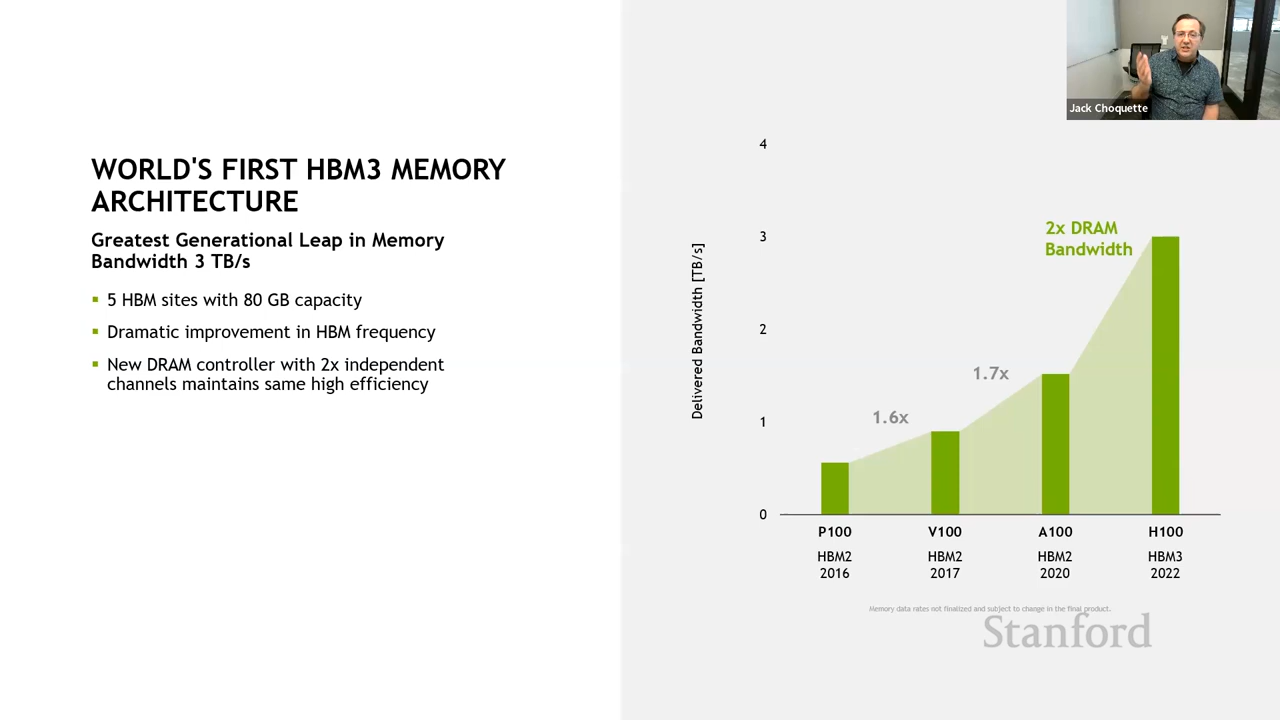 Jack Choquette
WORLD'S FIRST HBM3 MEMORY
ARCHITECTURE
Greatest Generational Leap in Memory
Bandwidth 3 TB/s
5 HBM sites with 80 GB capacity
Dramatic improvement in HBM frequency
New DRAM controller with 2x independent
channels maintains same high efficiency
Delivered Bandwidth [TB/s]
4
3
2
1
0
1.6x
1.7x
2x DRAM
Bandwidth
P100 V100 A100 H100
HBM2 HBM2 HBM2 HBM3
2016 2017 2020 2022
Memory data rates not finalized and subject to change in the final product.
Stanford